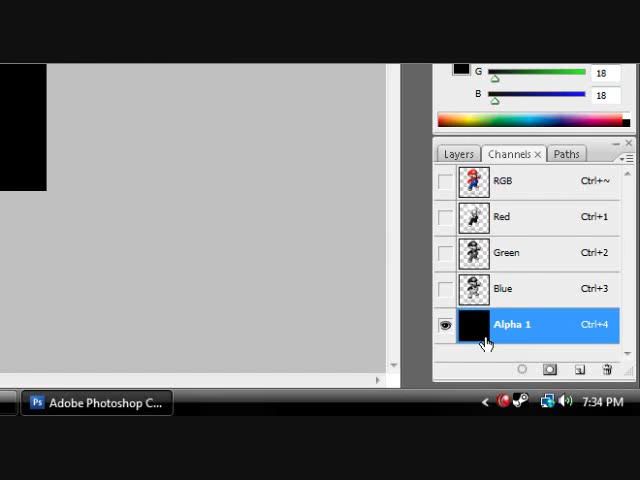 G 18
B 18
Layers Channels × Paths
RGB Ctrl+~
Red Ctrl+1
Green Ctrl+2
Blue Ctrl+3
Alpha 1 Ctrl+4
Ps Adobe Photoshop C... 7:34 PM